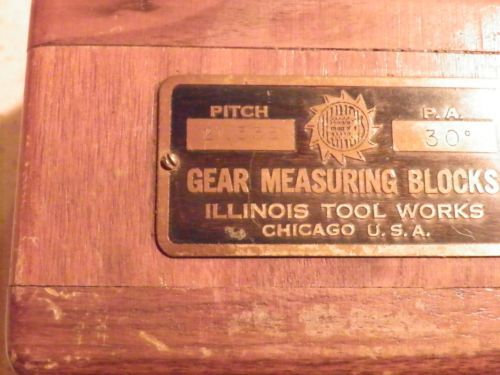 PITCH P.A.
30°
GEAR MEASURING BLOCKS
ILLINOIS TOOL WORKS
CHICAGO U.S.A.